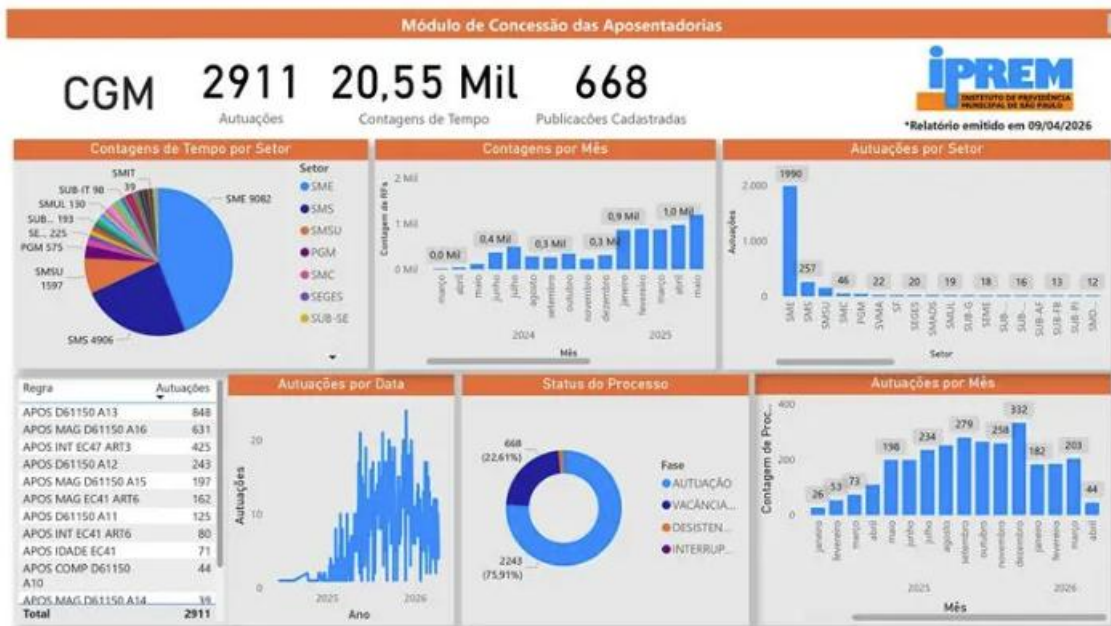 Módulo de Concessão das Aposentadorias
CGM
2911
Autuações
20,55 Mil
Contagens de Tempo
668
Publicacões Cadastradas
iPREM
INSTITUTO DE PREVIDÊNCIA
MUNICIPAL DE SÃO PAULO
*Relatório emitido em 09/04/2026
Contagens de Tempo por Setor
SMIT
39
SUB-IT 98
SMUL 130
SUB... 193
SE... 225
PGM 575
SMSU
1597
SMS 4906
SME 9082
Setor
SME
SMS
SMSU
PGM
SMC
SEGES
SUB-SE
Contagens por Mês
Contagem de RFs
2 Mil
1 Mil
0 Mil
0,0 Mil
0,4 Mil
0,3 Mil
0,3 Mil
0,9 Mil
1,0 Mil
março
abril
maio
junho
julho
agosto
setembro
outubro
novembro
dezembro
janeiro
fevereiro
março
abril
maio
2024
2025
Mês
Autuações por Setor
Autuações
2.000
1.000
0
1990
257
46
22
20
19
18
16
13
12
SME
SMS
SMSU
SMC
PGM
SVMA
SF
SEGES
SMADS
SMUL
SUB-G
SEME
SUB-...
SUB-...
SUB-AF
SUB-FB
SUB-PI
SMO...
Setor
Regra Autuações
APOS D61150 A13 848
APOS MAG D61150 A16 631
APOS INT EC47 ART3 425
APOS D61150 A12 243
APOS MAG D61150 A15 197
APOS MAG EC41 ART6 162
APOS D61150 A11 125
APOS INT EC41 ART6 80
APOS IDADE EC41 71
APOS COMP D61150 44
A10
APOS MAG D61150 A14 39
Total 2911
Autuações por Data
Autuações
20
10
0
2025
2026
Ano
Status do Processo
668
(22,61%)
2243
(75,91%)
Fase
AUTUAÇÃO
VACÂNCIA...
DESISTEN...
INTERRUP...
Autuações por Mês
Contagem de Proc...
400
200
0
26
53
73
198
234
279
258
332
182
203
44
janeiro
fevereiro
março
abril
maio
junho
julho
agosto
setembro
outubro
novembro
dezembro
janeiro
fevereiro
março
abril
2025
2026
Mês